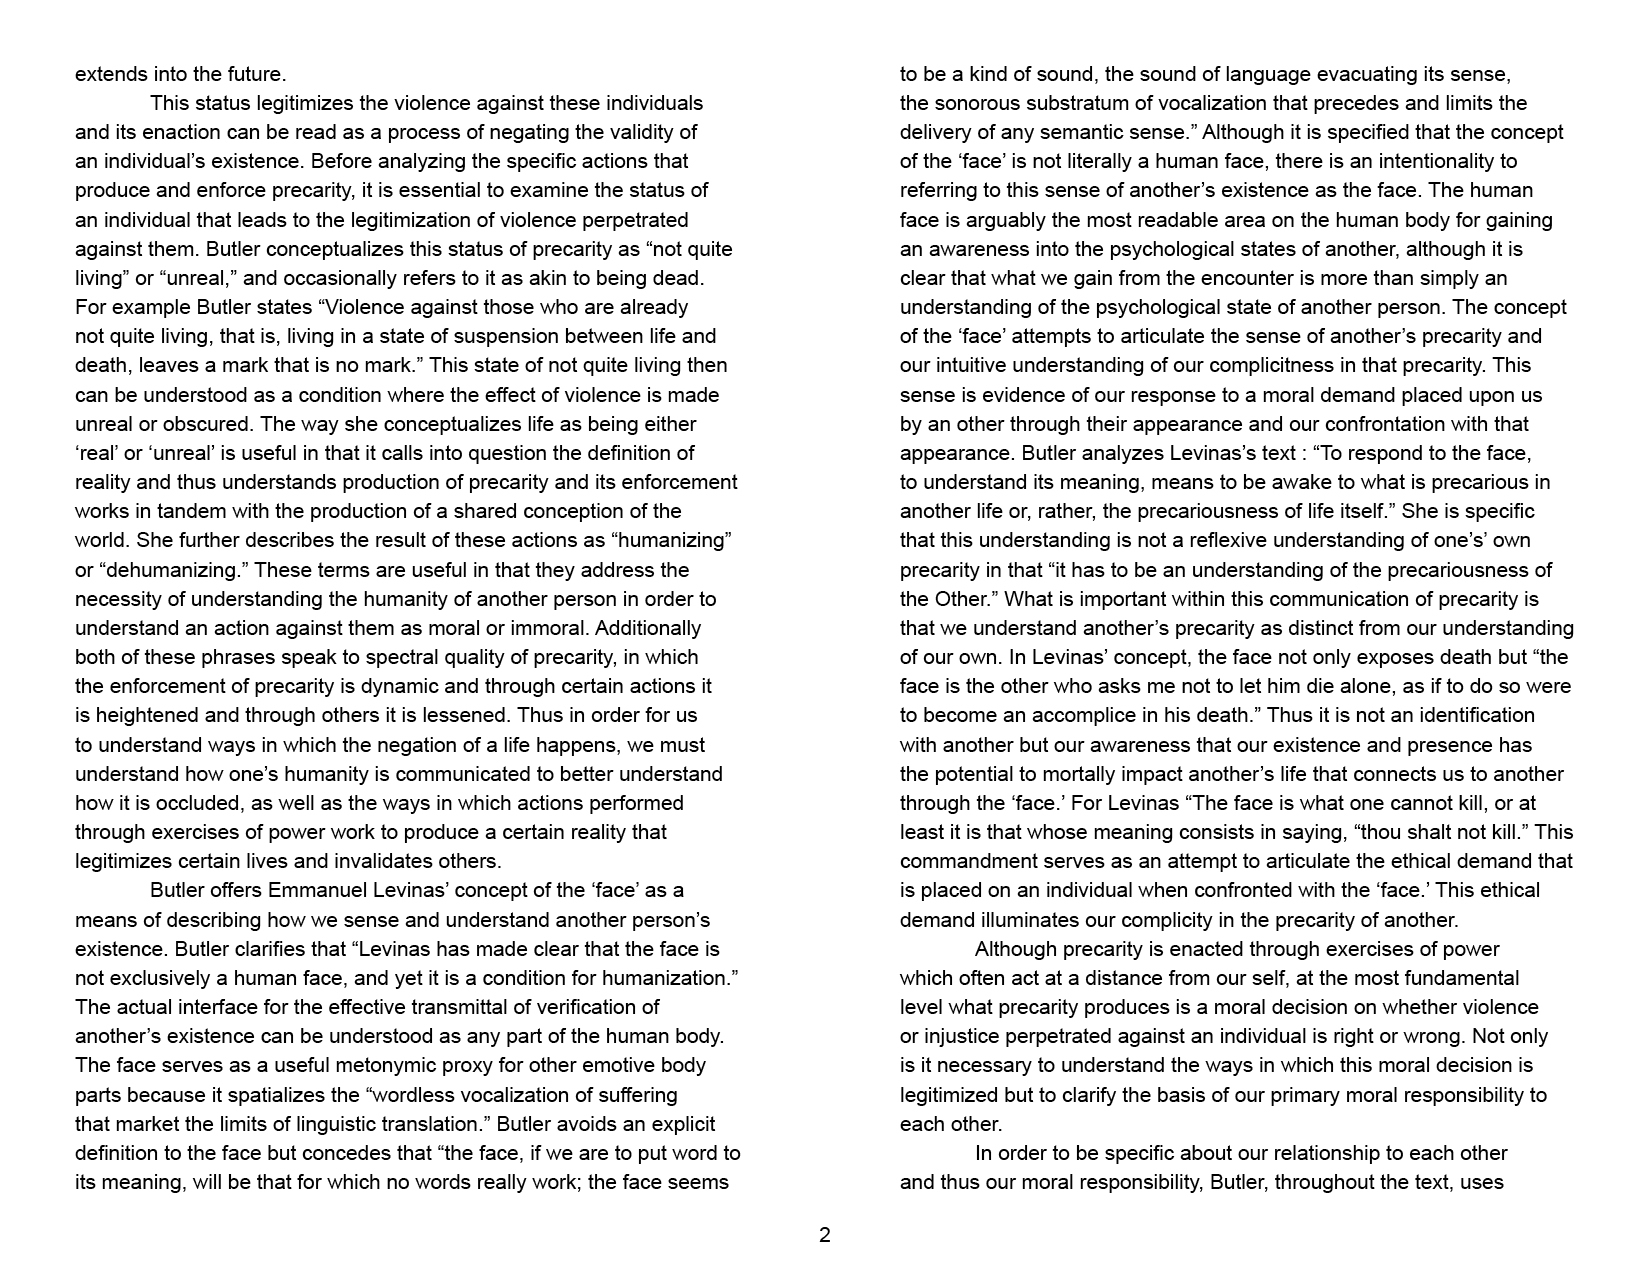 extends into the future.
This status legitimizes the violence against these individuals
and its enaction can be read as a process of negating the validity of
an individual’s existence. Before analyzing the specific actions that
produce and enforce precarity, it is essential to examine the status of
an individual that leads to the legitimization of violence perpetrated
against them. Butler conceptualizes this status of precarity as “not quite
living” or “unreal,” and occasionally refers to it as akin to being dead.
For example Butler states “Violence against those who are already
not quite living, that is, living in a state of suspension between life and
death, leaves a mark that is no mark.” This state of not quite living then
can be understood as a condition where the effect of violence is made
unreal or obscured. The way she conceptualizes life as being either
‘real’ or ‘unreal’ is useful in that it calls into question the definition of
reality and thus understands production of precarity and its enforcement
works in tandem with the production of a shared conception of the
world. She further describes the result of these actions as “humanizing”
or “dehumanizing.” These terms are useful in that they address the
necessity of understanding the humanity of another person in order to
understand an action against them as moral or immoral. Additionally
both of these phrases speak to spectral quality of precarity, in which
the enforcement of precarity is dynamic and through certain actions it
is heightened and through others it is lessened. Thus in order for us
to understand ways in which the negation of a life happens, we must
understand how one’s humanity is communicated to better understand
how it is occluded, as well as the ways in which actions performed
through exercises of power work to produce a certain reality that
legitimizes certain lives and invalidates others.
Butler offers Emmanuel Levinas’ concept of the ‘face’ as a
means of describing how we sense and understand another person’s
existence. Butler clarifies that “Levinas has made clear that the face is
not exclusively a human face, and yet it is a condition for humanization.”
The actual interface for the effective transmittal of verification of
another’s existence can be understood as any part of the human body.
The face serves as a useful metonymic proxy for other emotive body
parts because it spatializes the “wordless vocalization of suffering
that market the limits of linguistic translation.” Butler avoids an explicit
definition to the face but concedes that “the face, if we are to put word to
its meaning, will be that for which no words really work; the face seems
to be a kind of sound, the sound of language evacuating its sense,
the sonorous substratum of vocalization that precedes and limits the
delivery of any semantic sense.” Although it is specified that the concept
of the ‘face’ is not literally a human face, there is an intentionality to
referring to this sense of another’s existence as the face. The human
face is arguably the most readable area on the human body for gaining
an awareness into the psychological states of another, although it is
clear that what we gain from the encounter is more than simply an
understanding of the psychological state of another person. The concept
of the ‘face’ attempts to articulate the sense of another’s precarity and
our intuitive understanding of our complicitness in that precarity. This
sense is evidence of our response to a moral demand placed upon us
by an other through their appearance and our confrontation with that
appearance. Butler analyzes Levinas’s text : “To respond to the face,
to understand its meaning, means to be awake to what is precarious in
another life or, rather, the precariousness of life itself.” She is specific
that this understanding is not a reflexive understanding of one’s’ own
precarity in that “it has to be an understanding of the precariousness of
the Other.” What is important within this communication of precarity is
that we understand another’s precarity as distinct from our understanding
of our own. In Levinas’ concept, the face not only exposes death but “the
face is the other who asks me not to let him die alone, as if to do so were
to become an accomplice in his death.” Thus it is not an identification
with another but our awareness that our existence and presence has
the potential to mortally impact another’s life that connects us to another
through the ‘face.’ For Levinas “The face is what one cannot kill, or at
least it is that whose meaning consists in saying, “thou shalt not kill.” This
commandment serves as an attempt to articulate the ethical demand that
is placed on an individual when confronted with the ‘face.’ This ethical
demand illuminates our complicity in the precarity of another.
Although precarity is enacted through exercises of power
which often act at a distance from our self, at the most fundamental
level what precarity produces is a moral decision on whether violence
or injustice perpetrated against an individual is right or wrong. Not only
is it necessary to understand the ways in which this moral decision is
legitimized but to clarify the basis of our primary moral responsibility to
each other.
In order to be specific about our relationship to each other
and thus our moral responsibility, Butler, throughout the text, uses
2